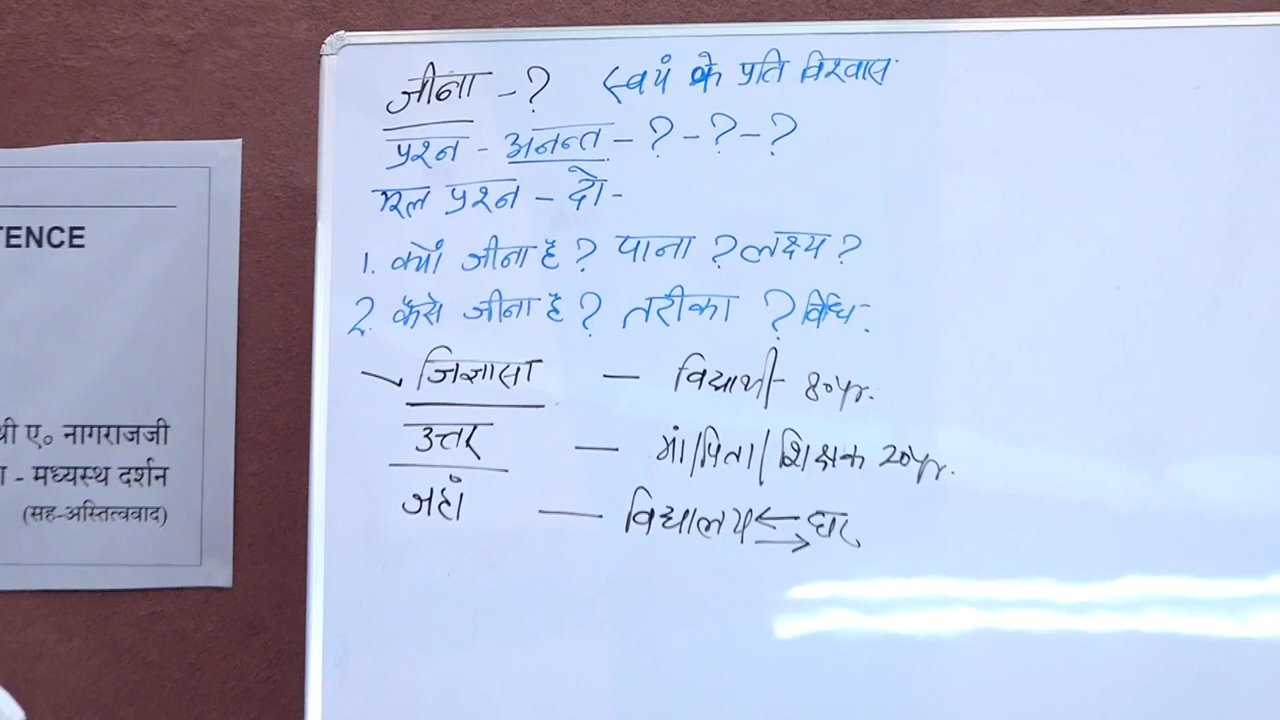 जीना - ? स्वयं के प्रति विश्वास
प्रश्न - अनन्त - ? - ? - ?
मूल प्रश्न - दो -
1. क्यों जीना है ? पाना ? लक्ष्य ?
2. कैसे जीना है ? तरीका ? विधि.
जिज्ञासा — विद्यार्थी - 80yr.
उत्तर — मां/पिता/शिक्षक 20yr.
जहाँ — विद्यालय ⇄ घर
TENCE
श्री ए० नागराजजी
- मध्यस्थ दर्शन
(सह-अस्तित्ववाद)